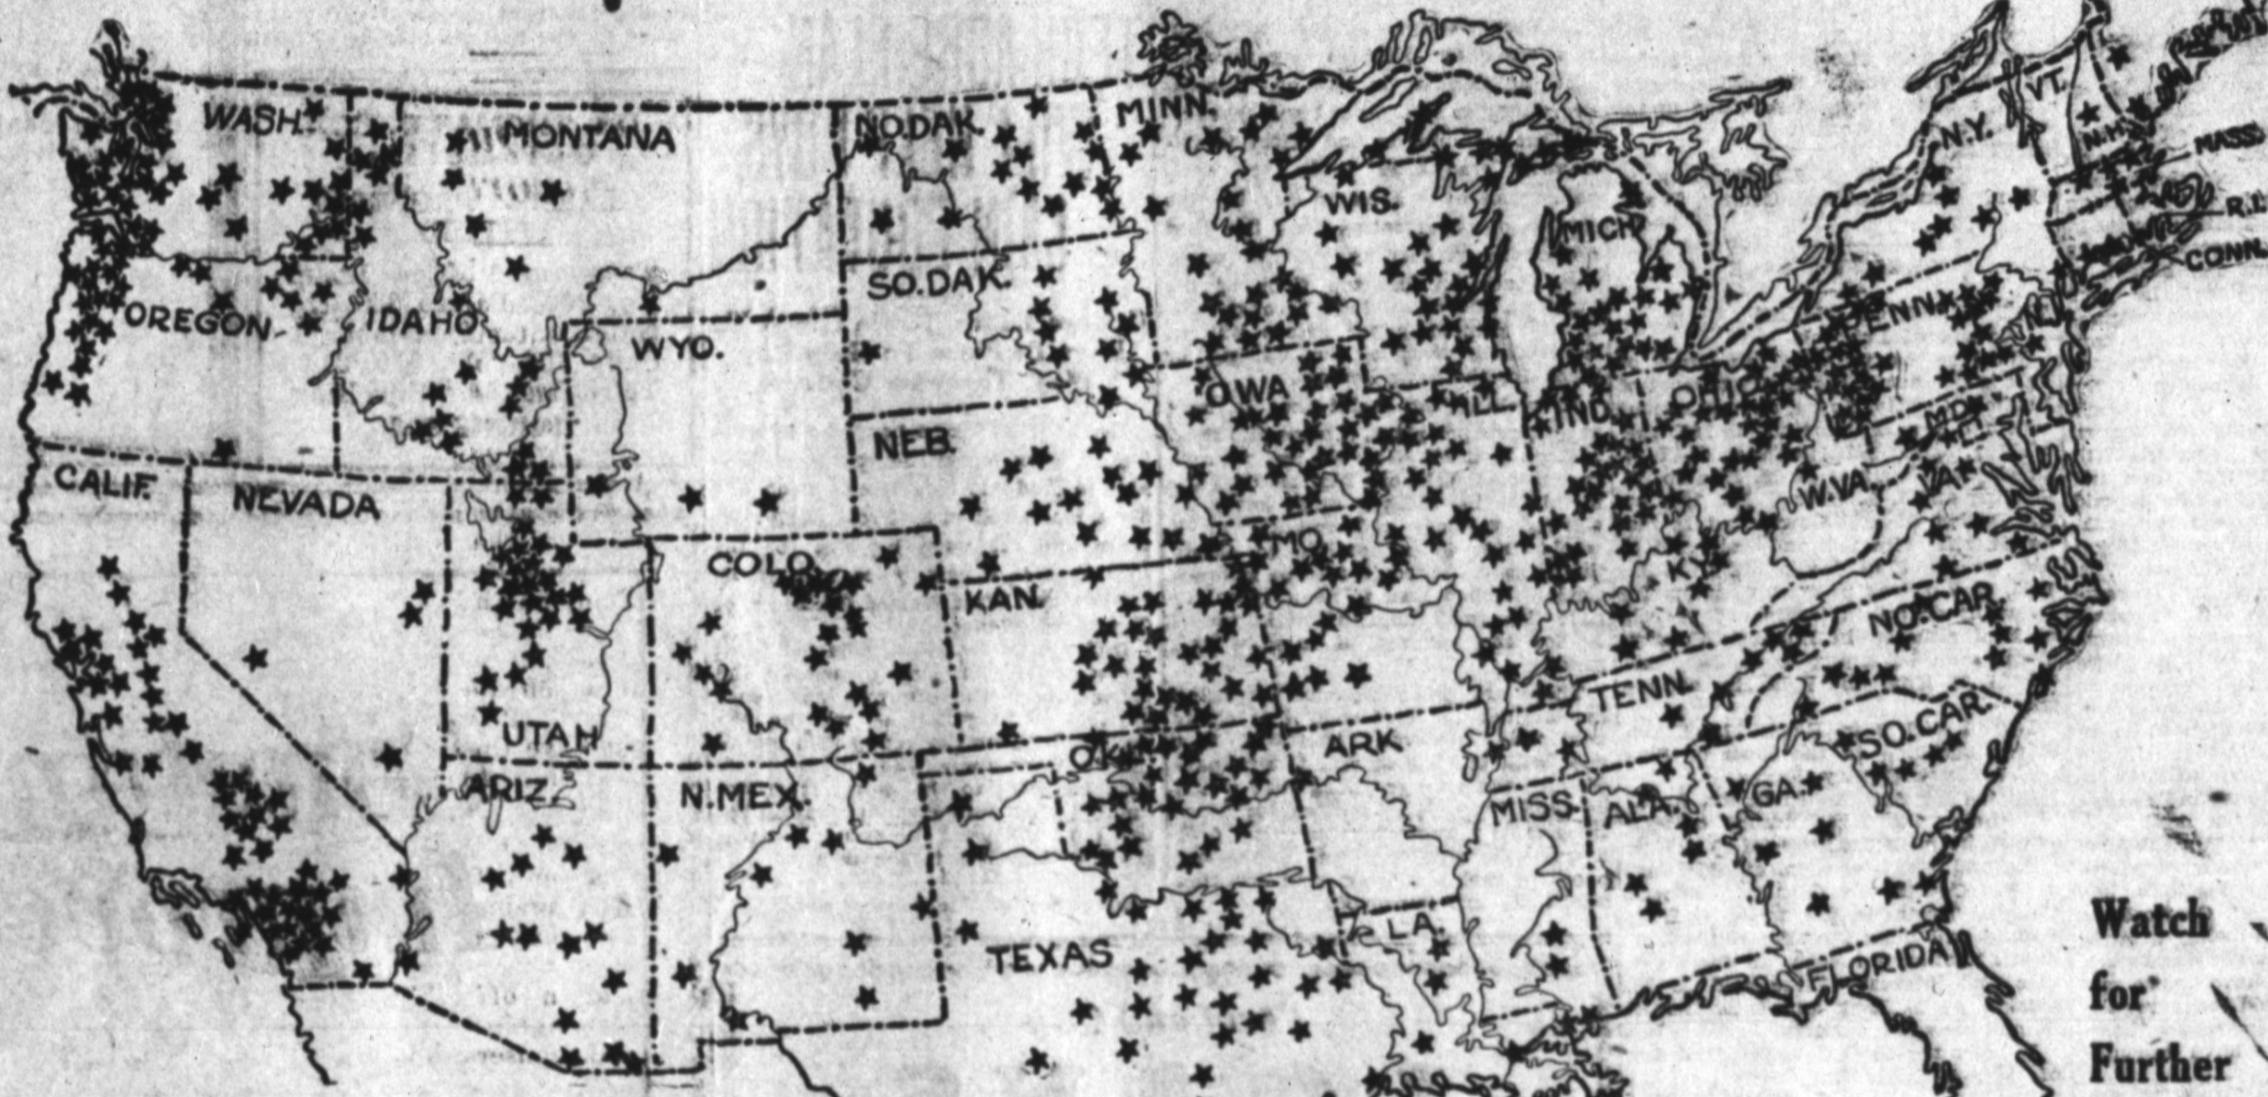 WASH.
MONTANA
NO.DAK.
MINN.
VT.
N.Y.
N.H.
MASS.
WIS.
MICH.
R.I.
CONN.
SO.DAK.
OREGON
IDAHO
WYO.
PENN.
IOWA
ILL.
IND.
OHIO
MD.
NEB.
CALIF.
NEVADA
W.VA.
VA.
COLO.
MO.
KY.
KAN.
NO.CAR.
TENN.
UTAH
OK
ARK
SO.CAR.
ARIZ.
N.MEX.
MISS.
ALA.
GA.
TEXAS
LA.
FLORIDA
Watch
for
Further